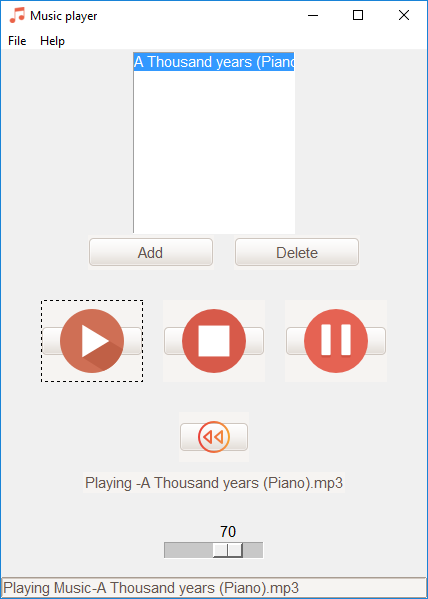 Music player
File Help
A Thousand years (Piano
Add Delete
Playing -A Thousand years (Piano).mp3
70
Playing Music-A Thousand years (Piano).mp3